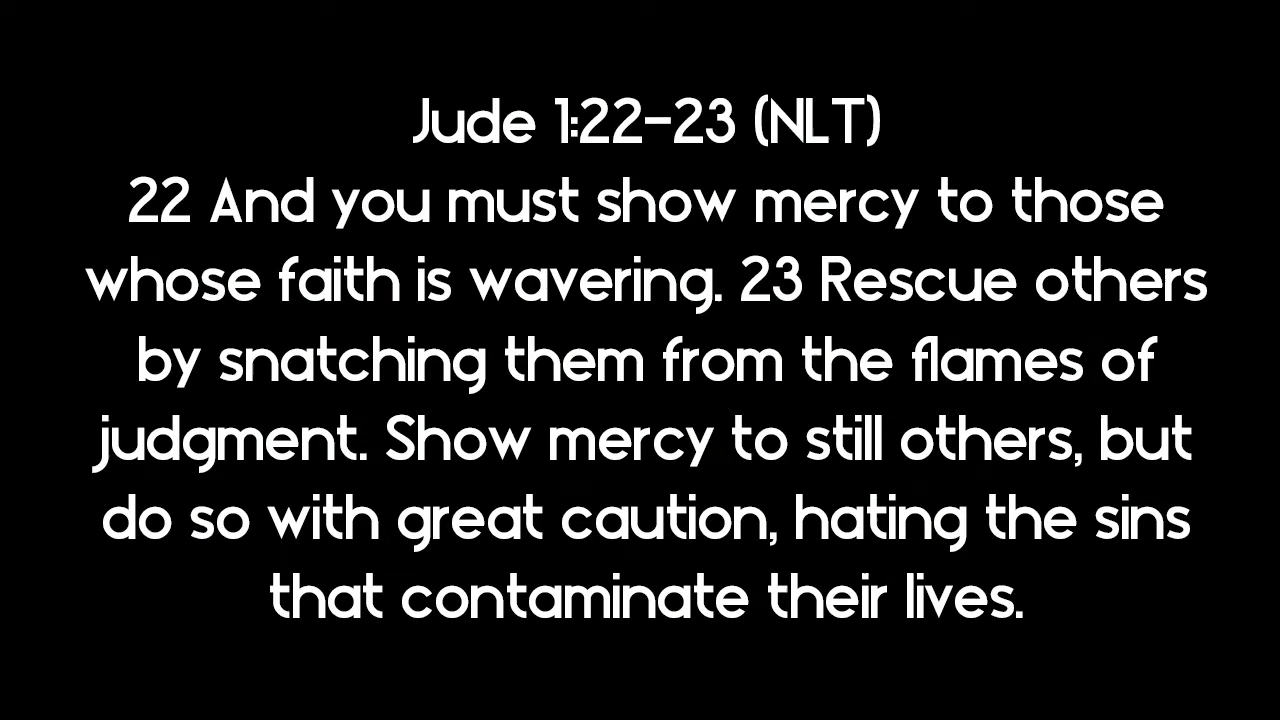 Jude 1:22-23 (NLT)
22 And you must show mercy to those
whose faith is wavering. 23 Rescue others
by snatching them from the flames of
judgment. Show mercy to still others, but
do so with great caution, hating the sins
that contaminate their lives.